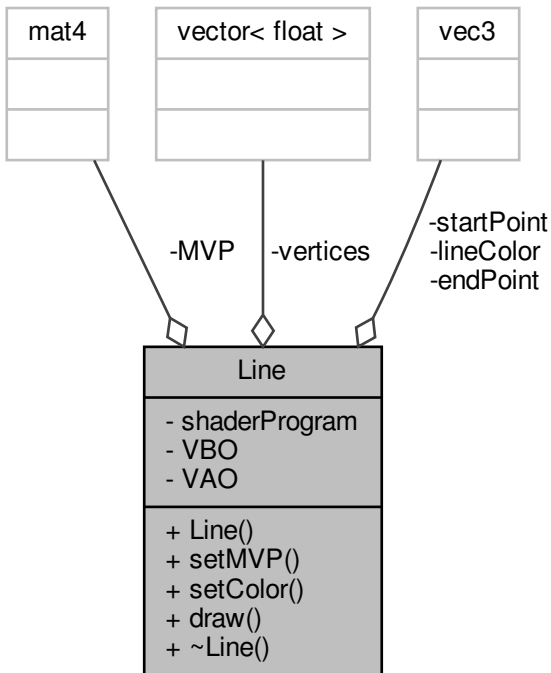 mat4
vector< float >
vec3
-MVP
-vertices
-startPoint
-lineColor
-endPoint
Line
- shaderProgram
- VBO
- VAO
+ Line()
+ setMVP()
+ setColor()
+ draw()
+ ~Line()